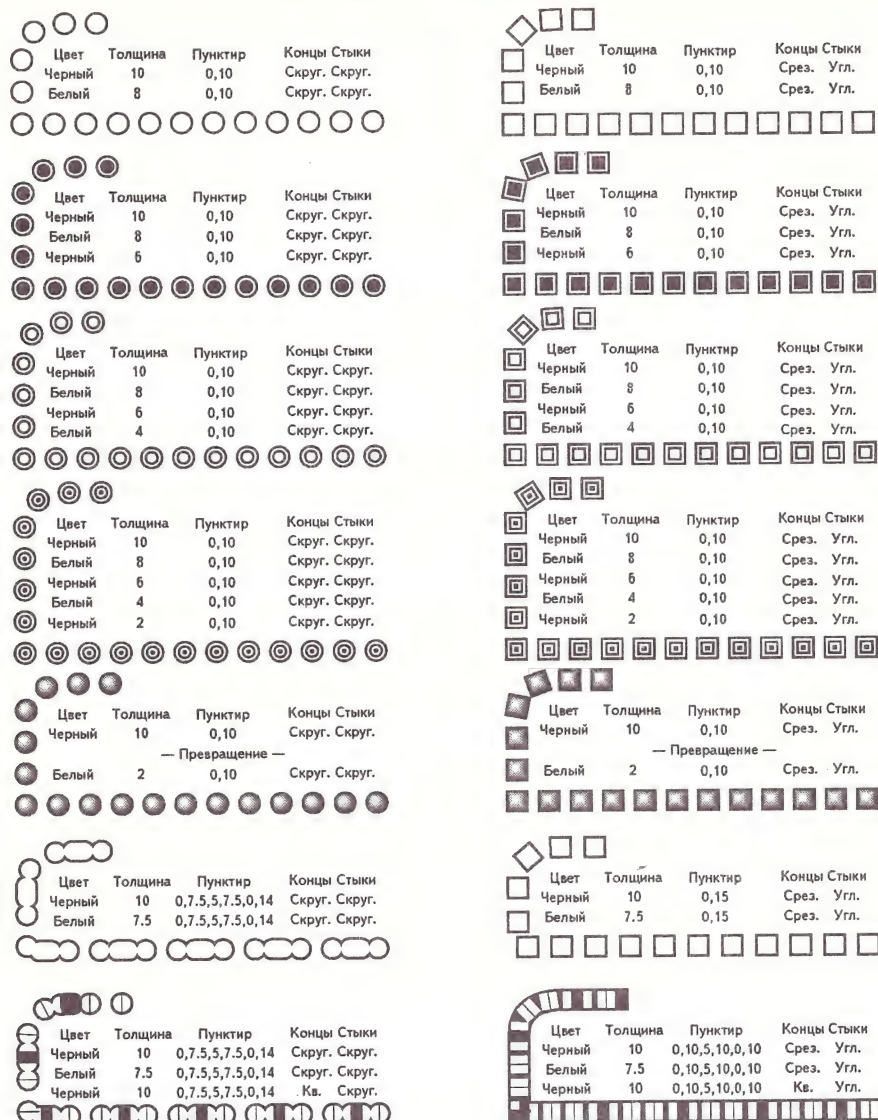 Цвет Толщина Пунктир Концы Стыки
Черный 10 0,10 Скруг. Скруг.
Белый 8 0,10 Скруг. Скруг.
Цвет Толщина Пунктир Концы Стыки
Черный 10 0,10 Скруг. Скруг.
Белый 8 0,10 Скруг. Скруг.
Черный 6 0,10 Скруг. Скруг.
Цвет Толщина Пунктир Концы Стыки
Черный 10 0,10 Скруг. Скруг.
Белый 8 0,10 Скруг. Скруг.
Черный 6 0,10 Скруг. Скруг.
Белый 4 0,10 Скруг. Скруг.
Цвет Толщина Пунктир Концы Стыки
Черный 10 0,10 Скруг. Скруг.
Белый 8 0,10 Скруг. Скруг.
Черный 6 0,10 Скруг. Скруг.
Белый 4 0,10 Скруг. Скруг.
Черный 2 0,10 Скруг. Скруг.
Цвет Толщина Пунктир Концы Стыки
Черный 10 0,10 Скруг. Скруг.
— Превращение —
Белый 2 0,10 Скруг. Скруг.
Цвет Толщина Пунктир Концы Стыки
Черный 10 0,7.5,5,7.5,0,14 Скруг. Скруг.
Белый 7.5 0,7.5,5,7.5,0,14 Скруг. Скруг.
Цвет Толщина Пунктир Концы Стыки
Черный 10 0,7.5,5,7.5,0,14 Скруг. Скруг.
Белый 7.5 0,7.5,5,7.5,0,14 Скруг. Скруг.
Черный 10 0,7.5,5,7.5,0,14 Кв. Скруг.
Цвет Толщина Пунктир Концы Стыки
Черный 10 0,10 Срез. Угл.
Белый 8 0,10 Срез. Угл.
Цвет Толщина Пунктир Концы Стыки
Черный 10 0,10 Срез. Угл.
Белый 8 0,10 Срез. Угл.
Черный 6 0,10 Срез. Угл.
Цвет Толщина Пунктир Концы Стыки
Черный 10 0,10 Срез. Угл.
Белый 8 0,10 Срез. Угл.
Черный 6 0,10 Срез. Угл.
Белый 4 0,10 Срез. Угл.
Цвет Толщина Пунктир Концы Стыки
Черный 10 0,10 Срез. Угл.
Белый 8 0,10 Срез. Угл.
Черный 6 0,10 Срез. Угл.
Белый 4 0,10 Срез. Угл.
Черный 2 0,10 Срез. Угл.
Цвет Толщина Пунктир Концы Стыки
Черный 10 0,10 Срез. Угл.
— Превращение —
Белый 2 0,10 Срез. Угл.
Цвет Толщина Пунктир Концы Стыки
Черный 10 0,15 Срез. Угл.
Белый 7.5 0,15 Срез. Угл.
Цвет Толщина Пунктир Концы Стыки
Черный 10 0,10,5,10,0,10 Срез. Угл.
Белый 7.5 0,10,5,10,0,10 Срез. Угл.
Черный 10 0,10,5,10,0,10 Кв. Угл.